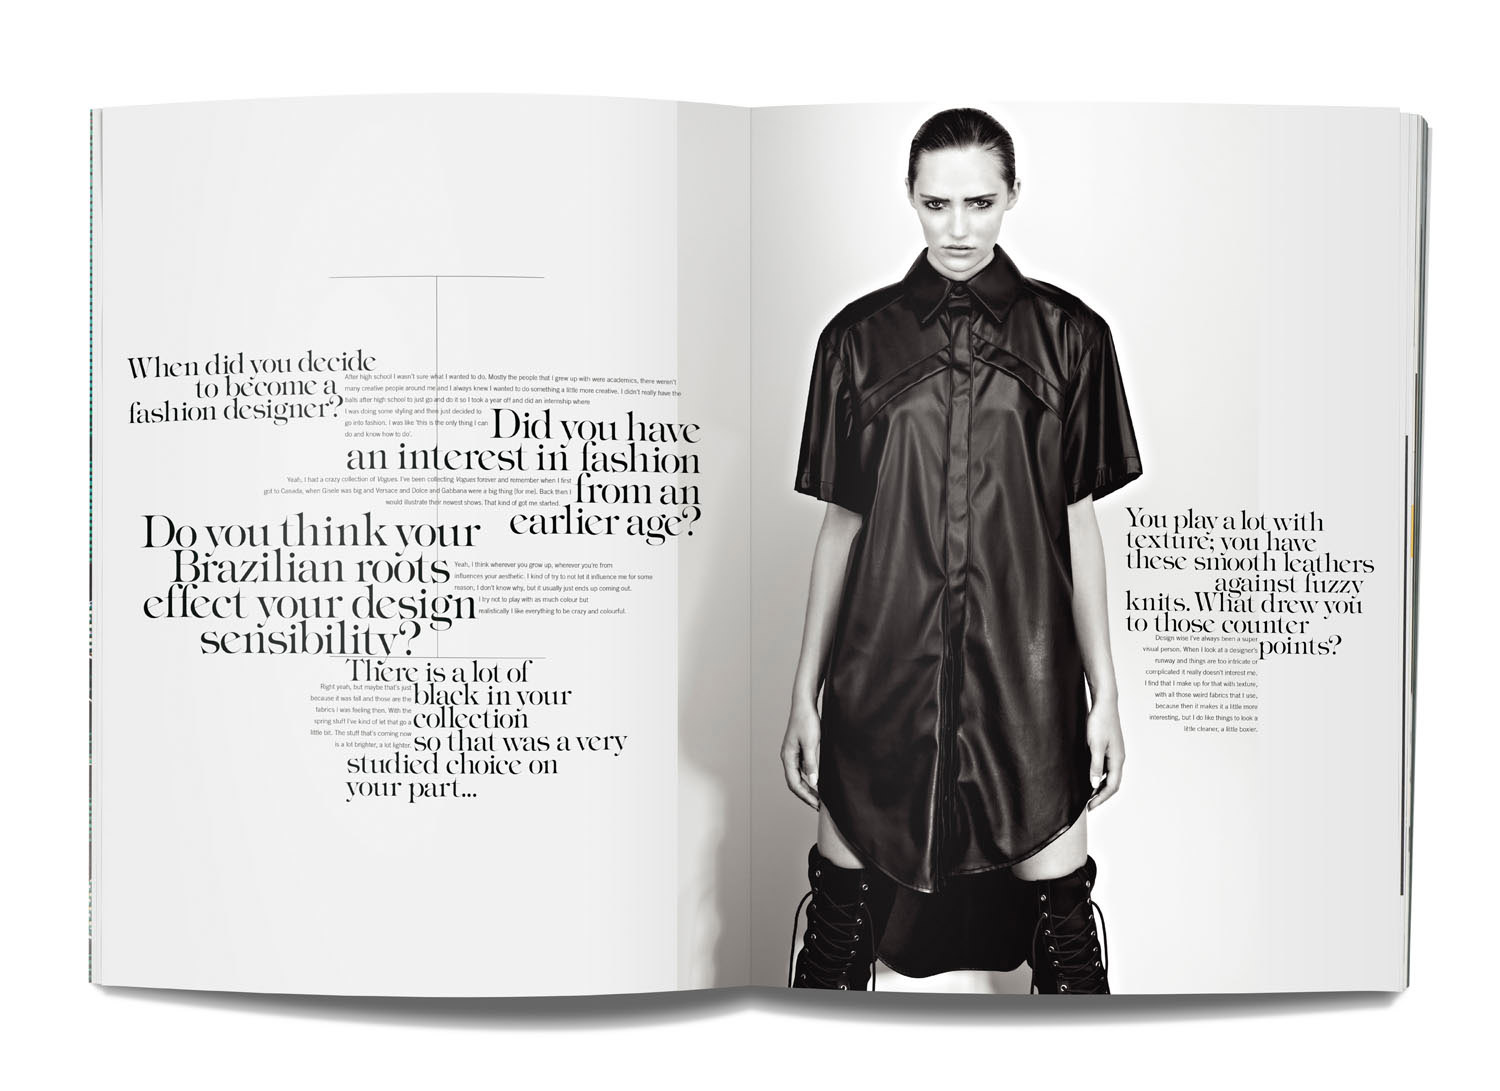 When did you decide
to become a
fashion designer?
After high school I wasn't sure what I wanted to do. Mostly the people that I grew up with were academics, there weren't
many creative people around me and I always knew I wanted to do something a little more creative. I didn't really have the
balls after high school to just go and do it so I took a year off and did an internship where
I was doing some styling and then just decided to
go into fashion. I was like 'this is the only thing I can
do and know how to do'.
Did you have
an interest in fashion
from an
earlier age?
Yeah, I had a crazy collection of Vogues. I've been collecting Vogues forever and remember when I first
got to Canada, when Gisele was big and Versace and Dolce and Gabbana were a big thing [for me]. Back then I
would illustrate their newest shows. That kind of got me started.
Do you think your
Brazilian roots
effect your design
sensibility?
Yeah, I think wherever you grow up, wherever you're from
influences your aesthetic. I kind of try to not let it influence me for some
reason, I don't know why, but it usually just ends up coming out.
I try not to play with as much colour but
realistically I like everything to be crazy and colourful.
There is a lot of
black in your
collection
so that was a very
studied choice on
your part...
Right yeah, but maybe that's just
because it was fall and those are the
fabrics I was feeling then. With the
spring stuff I've kind of let that go a
little bit. The stuff that's coming now
is a lot brighter, a lot lighter.
You play a lot with
texture; you have
these smooth leathers
against fuzzy
knits. What drew you
to those counter
points?
Design wise I've always been a super
visual person. When I look at a designer's
runway and things are too intricate or
complicated it really doesn't interest me.
I find that I make up for that with texture,
with all those weird fabrics that I use,
because then it makes it a little more
interesting, but I do like things to look a
little cleaner, a little boxier.